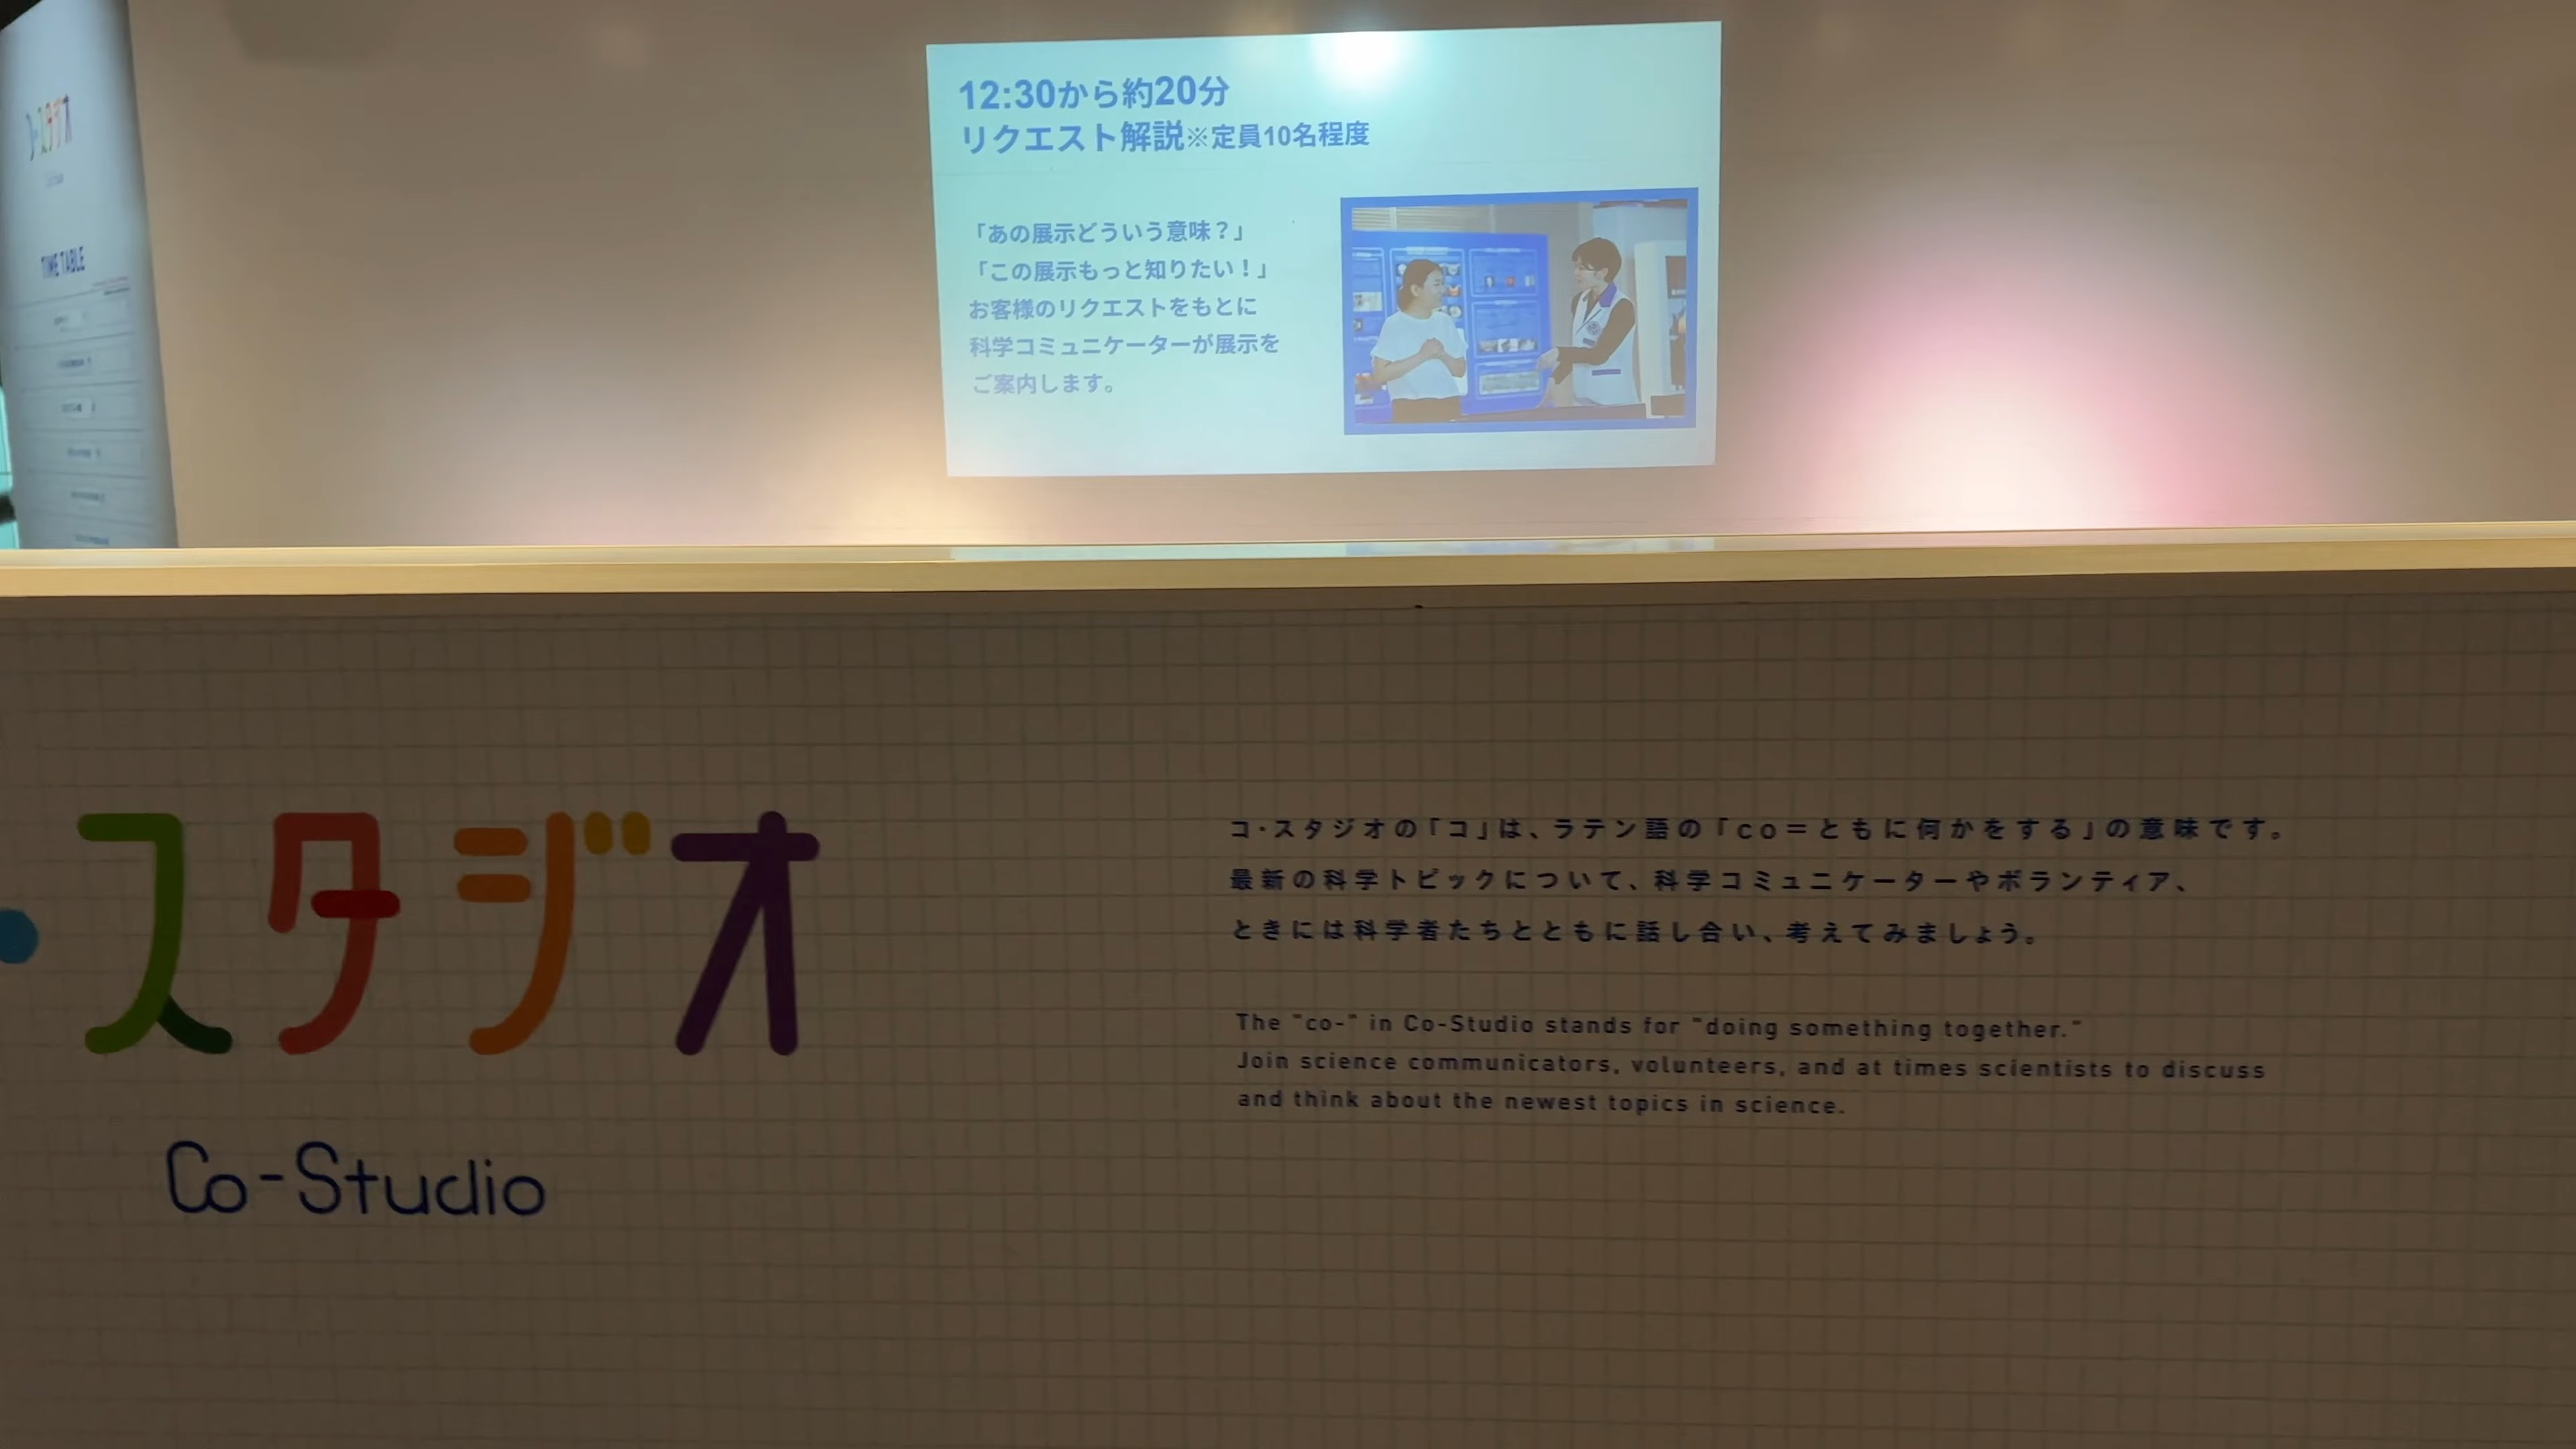 TIME TABLE
12:30から約20分
リクエスト解説※定員10名程度
「あの展示どういう意味？」
「この展示もっと知りたい！」
お客様のリクエストをもとに
科学コミュニケーターが展示を
ご案内します。
・スタジオ
Co-Studio
コ・スタジオの「コ」は、ラテン語の「co=ともに何かをする」の意味です。
最新の科学トピックについて、科学コミュニケーターやボランティア、
ときには科学者たちとともに話し合い、考えてみましょう。
The "co-" in Co-Studio stands for "doing something together."
Join science communicators, volunteers, and at times scientists to discuss
and think about the newest topics in science.